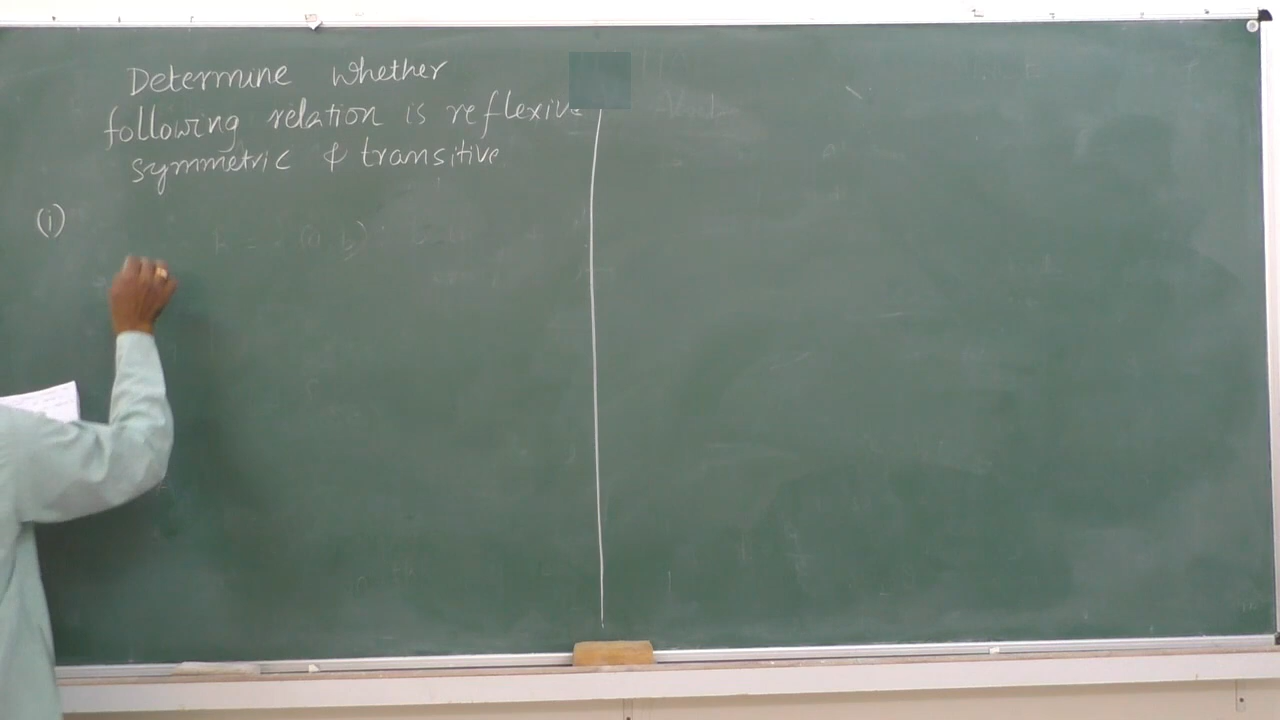 Determine whether
following relation is reflexive
symmetric & transitive
(i)